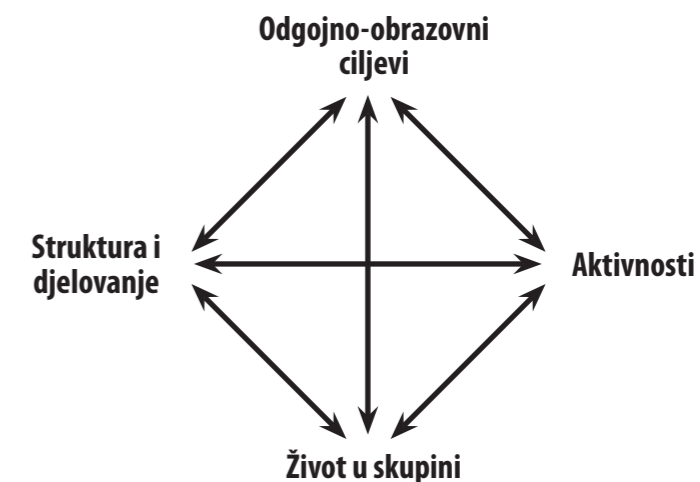 Odgojno-obrazovni
ciljevi
Struktura i
djelovanje
Aktivnosti
Život u skupini